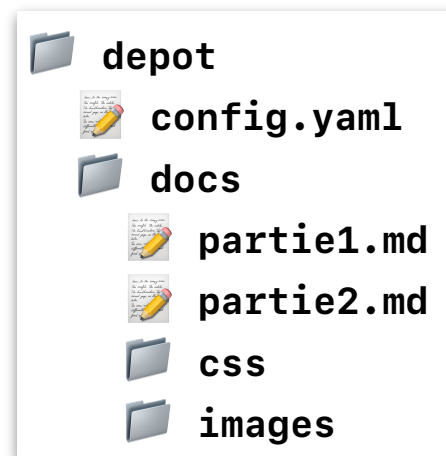 depot
config.yaml
docs
partie1.md
partie2.md
css
images